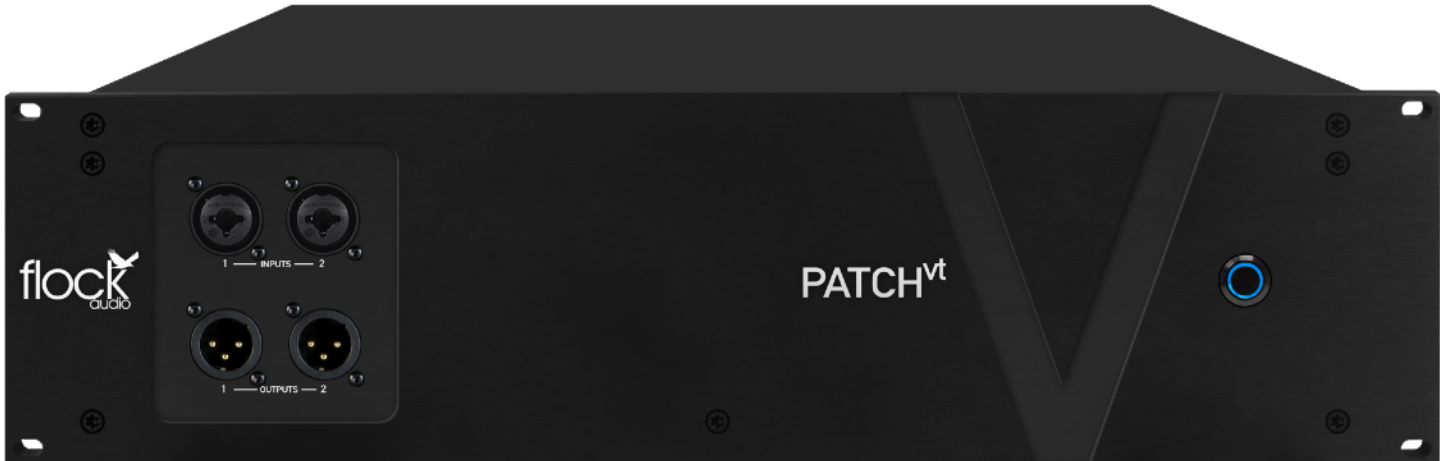 flock
audio
1 — INPUTS — 2
1 — OUTPUTS — 2
PATCHvt